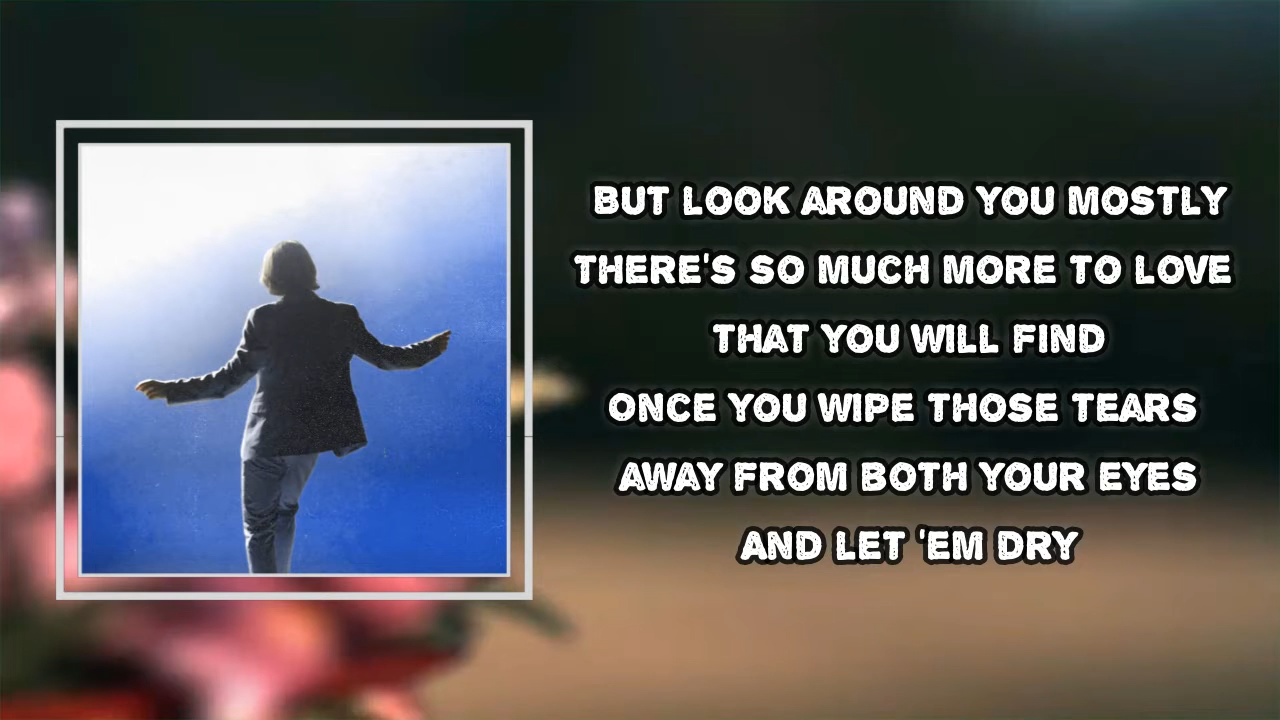 BUT LOOK AROUND YOU MOSTLY
THERE'S SO MUCH MORE TO LOVE
THAT YOU WILL FIND
ONCE YOU WIPE THOSE TEARS
AWAY FROM BOTH YOUR EYES
AND LET 'EM DRY